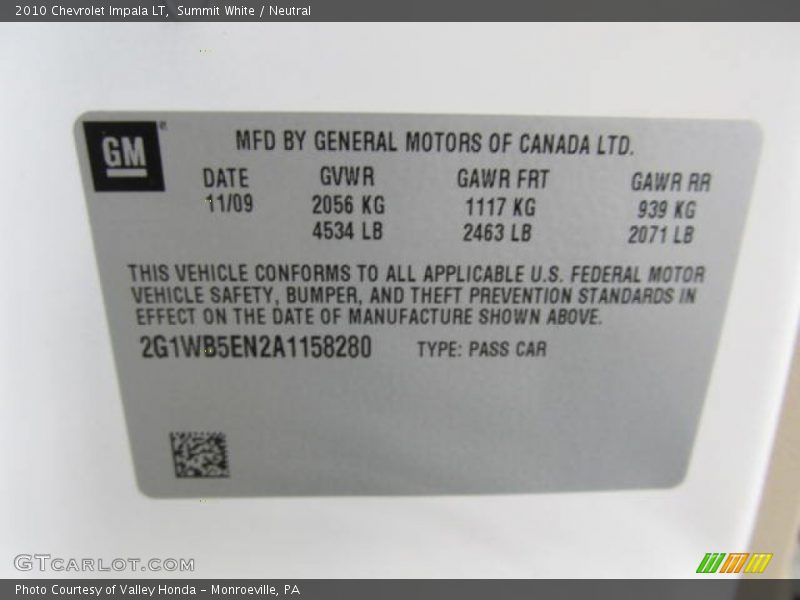 2010 Chevrolet Impala LT, Summit White / Neutral
GM
MFD BY GENERAL MOTORS OF CANADA LTD.
DATE GVWR GAWR FRT GAWR RR
11/09 2056 KG 1117 KG 939 KG
4534 LB 2463 LB 2071 LB
THIS VEHICLE CONFORMS TO ALL APPLICABLE U.S. FEDERAL MOTOR
VEHICLE SAFETY, BUMPER, AND THEFT PREVENTION STANDARDS IN
EFFECT ON THE DATE OF MANUFACTURE SHOWN ABOVE.
2G1WB5EN2A1158280 TYPE: PASS CAR
GTCARLOT.COM
Photo Courtesy of Valley Honda - Monroeville, PA